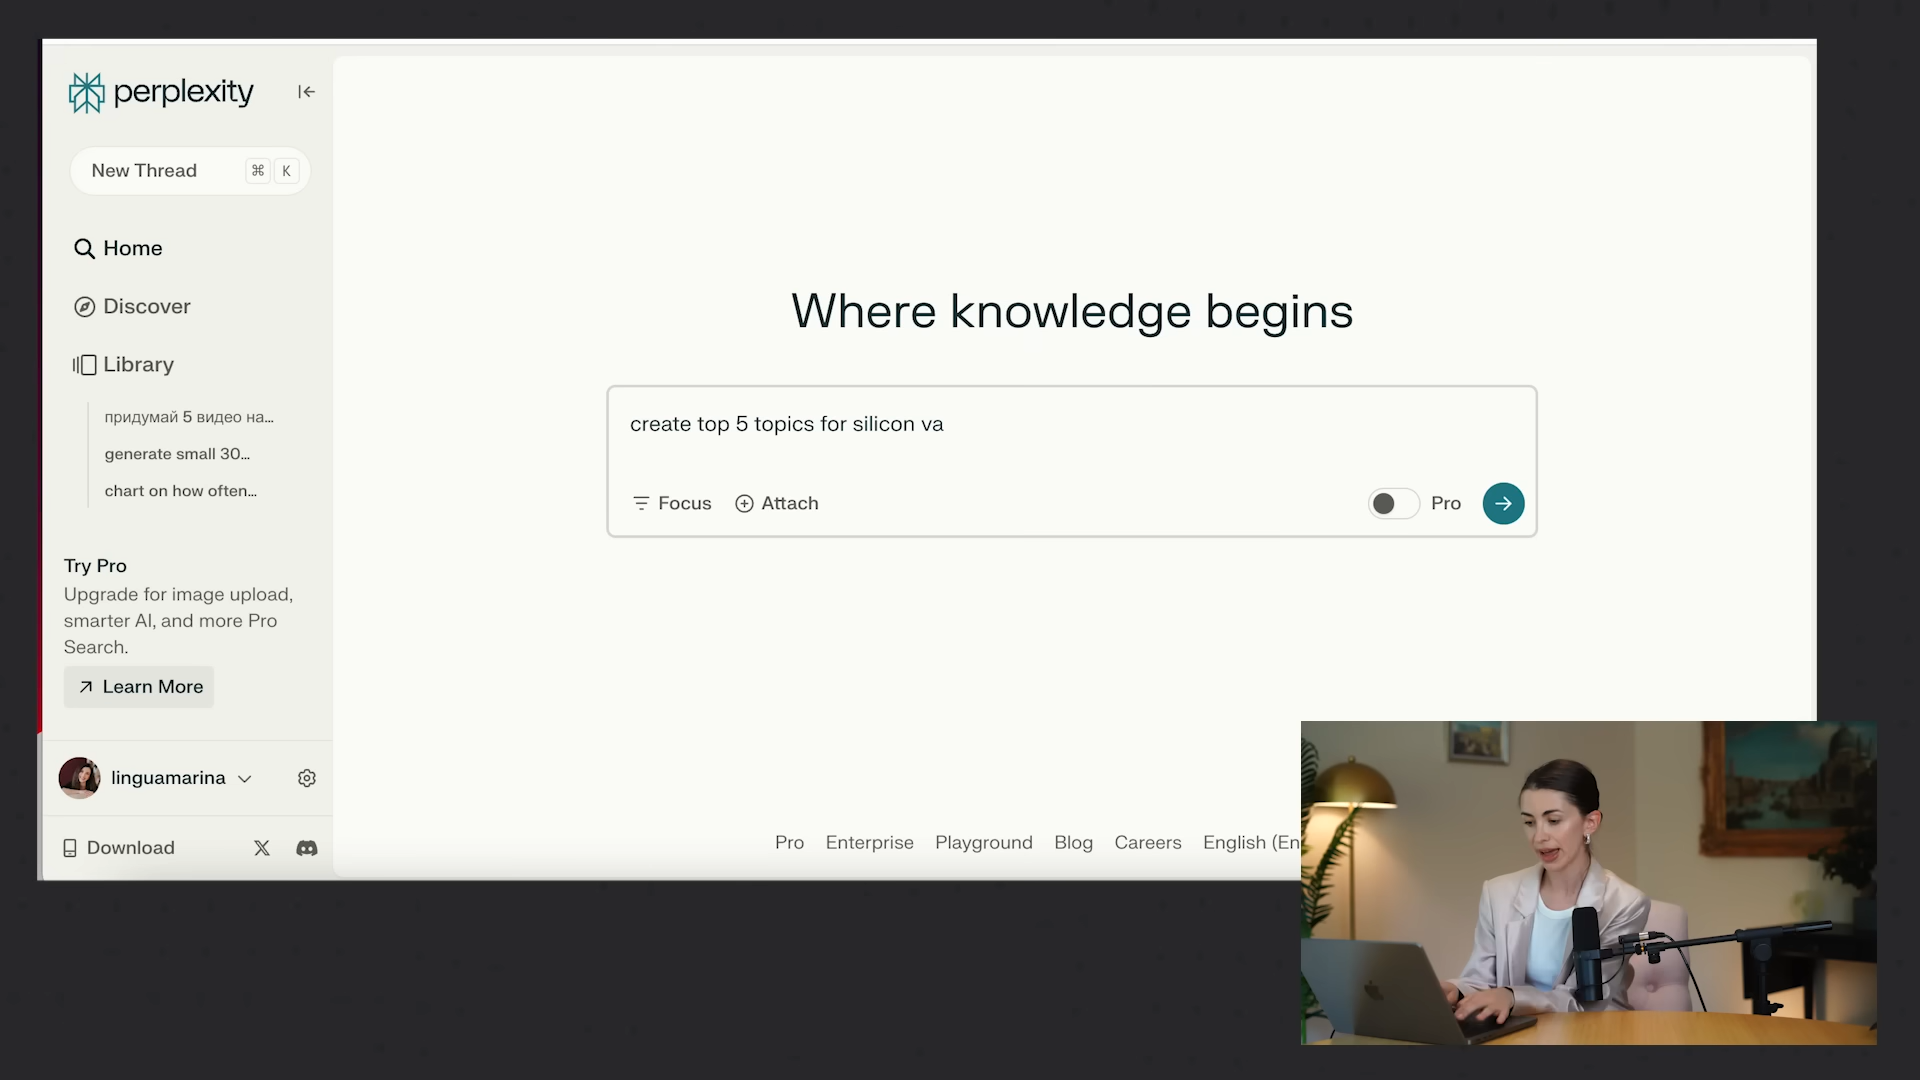 perplexity
New Thread ⌘ K
Home
Discover
Library
придумай 5 видео на...
generate small 30...
chart on how often...
Try Pro
Upgrade for image upload,
smarter AI, and more Pro
Search.
Learn More
linguamarina
Download
Where knowledge begins
create top 5 topics for silicon va
Focus Attach Pro
Pro Enterprise Playground Blog Careers English (En